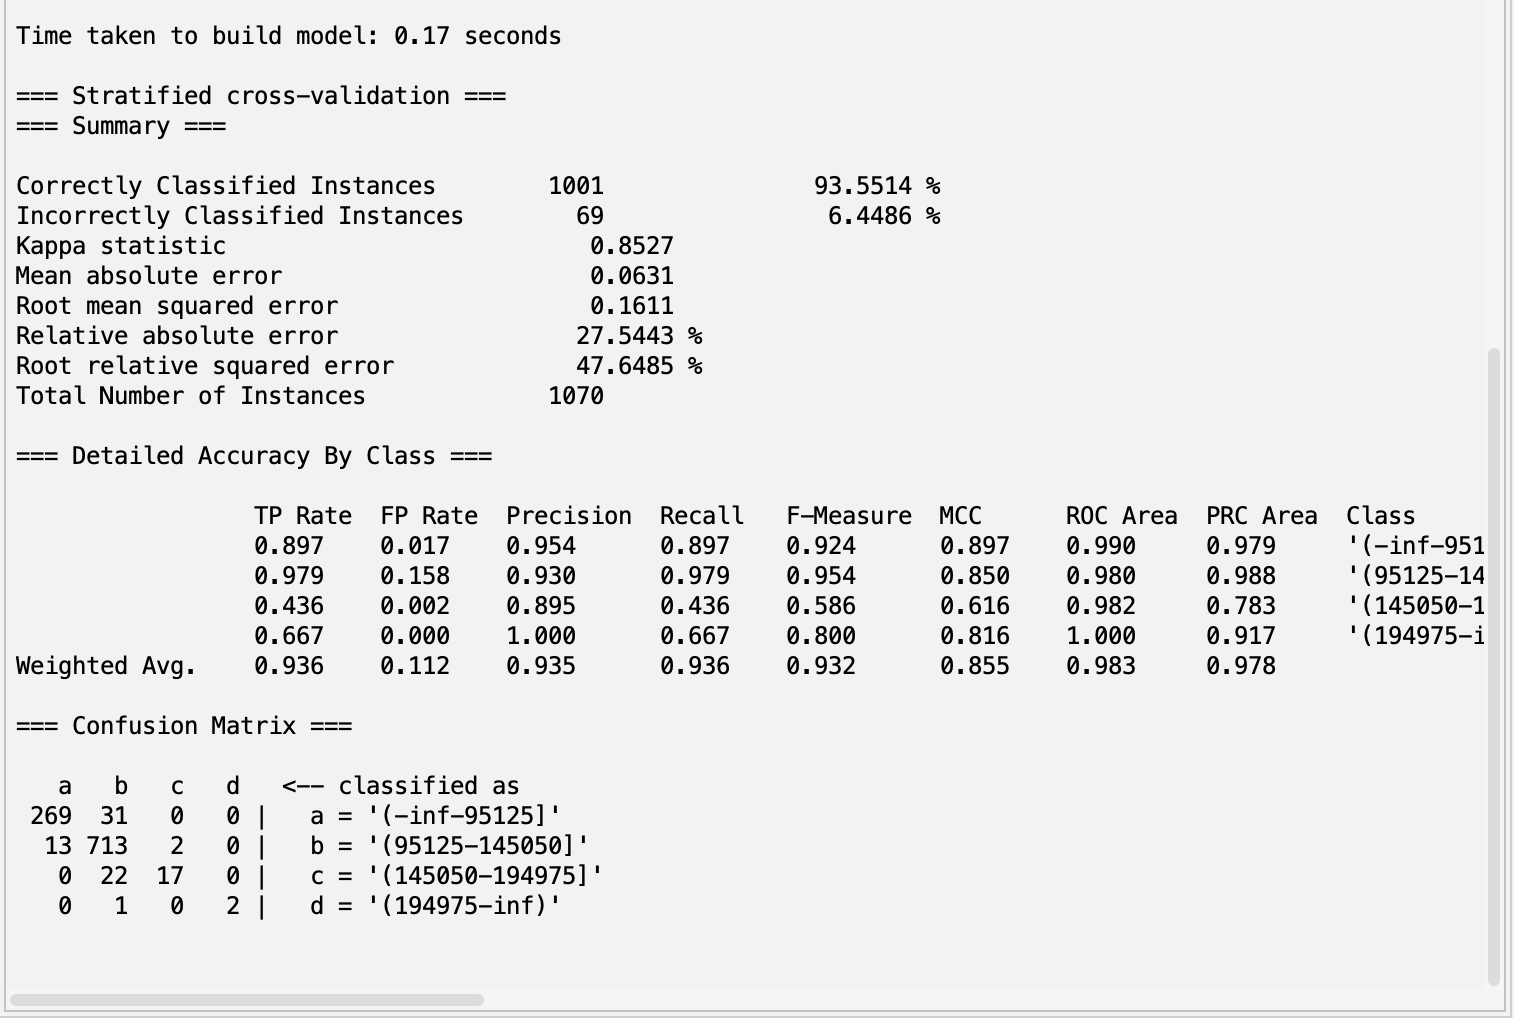 Time taken to build model: 0.17 seconds
=== Stratified cross-validation ===
=== Summary ===
Correctly Classified Instances        1001               93.5514 %
Incorrectly Classified Instances        69                6.4486 %
Kappa statistic                          0.8527
Mean absolute error                      0.0631
Root mean squared error                  0.1611
Relative absolute error                 27.5443 %
Root relative squared error             47.6485 %
Total Number of Instances             1070
=== Detailed Accuracy By Class ===
                 TP Rate  FP Rate  Precision  Recall   F-Measure  MCC      ROC Area  PRC Area  Class
                 0.897    0.017    0.954      0.897    0.924      0.897    0.990     0.979     '(-inf-951
                 0.979    0.158    0.930      0.979    0.954      0.850    0.980     0.988     '(95125-14
                 0.436    0.002    0.895      0.436    0.586      0.616    0.982     0.783     '(145050-1
                 0.667    0.000    1.000      0.667    0.800      0.816    1.000     0.917     '(194975-i
Weighted Avg.    0.936    0.112    0.935      0.936    0.932      0.855    0.983     0.978
=== Confusion Matrix ===
   a   b   c   d   <-- classified as
 269  31   0   0 |   a = '(-inf-95125]'
  13 713   2   0 |   b = '(95125-145050]'
   0  22  17   0 |   c = '(145050-194975]'
   0   1   0   2 |   d = '(194975-inf)'